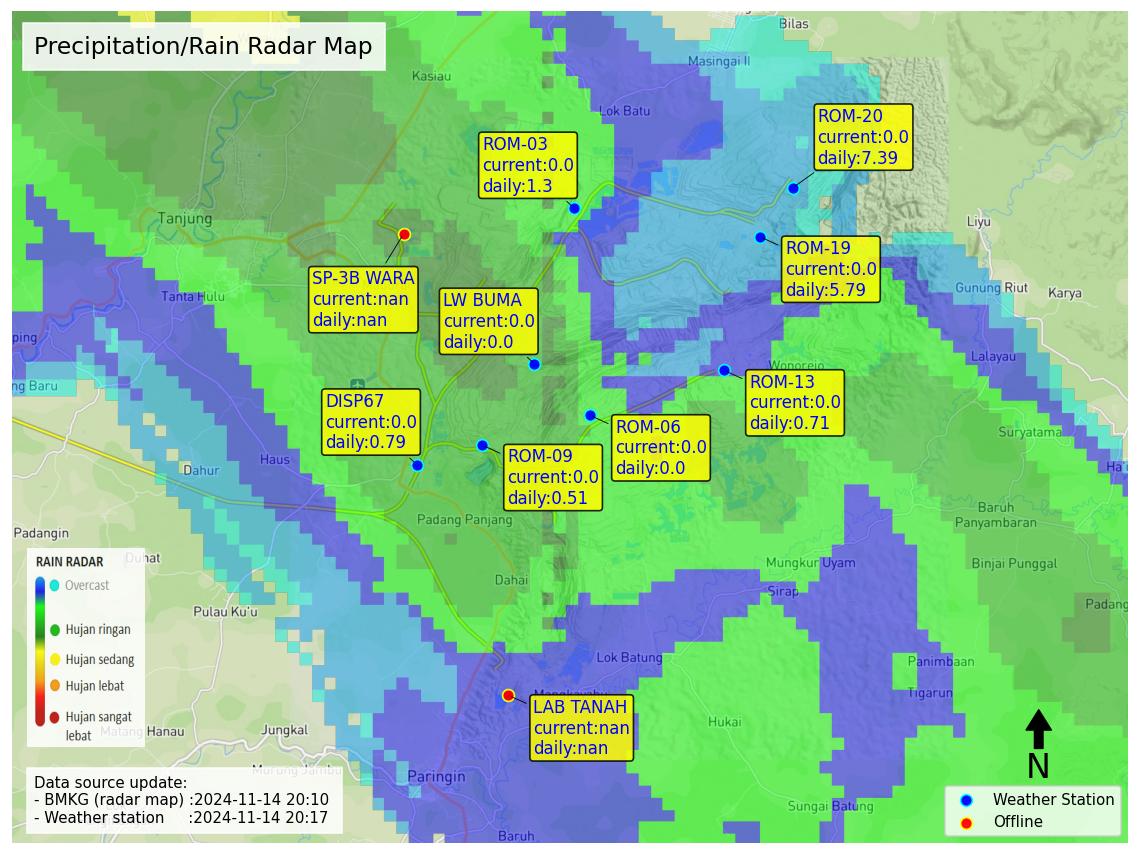 Precipitation/Rain Radar Map
Bilas
Masingai II
Kasiau
Lok Batu
ROM-20
current:0.0
daily:7.39
ROM-03
current:0.0
daily:1.3
Tanjung
Liyu
ROM-19
current:0.0
daily:5.79
SP-3B WARA
current:nan
daily:nan
Tanta Hulu
LW BUMA
current:0.0
daily:0.0
Gunung Riut
Karya
ping
Lalayau
Wonorejo
ng Baru
ROM-13
current:0.0
daily:0.71
DISP67
current:0.0
daily:0.79
ROM-06
current:0.0
daily:0.0
Suryatama
ROM-09
current:0.0
daily:0.51
Haus
Dahur
Ha
Padang Panjang
Baruh
Panyambaran
Padangin
Duhat
Mungkur Uyam
Binjai Punggal
Dahai
Sirap
Padang
Pulau Ku'u
RAIN RADAR
Overcast
Hujan ringan
Hujan sedang
Hujan lebat
Hujan sangat
lebat
Lok Batung
Panimbaan
Tigarun
LAB TANAH
current:nan
daily:nan
Hukai
Matang Hanau
Jungkal
Murung Jambu
Paringin
Sungai Batung
Baruh
Data source update:
- BMKG (radar map) :2024-11-14 20:10
- Weather station :2024-11-14 20:17
N
Weather Station
Offline